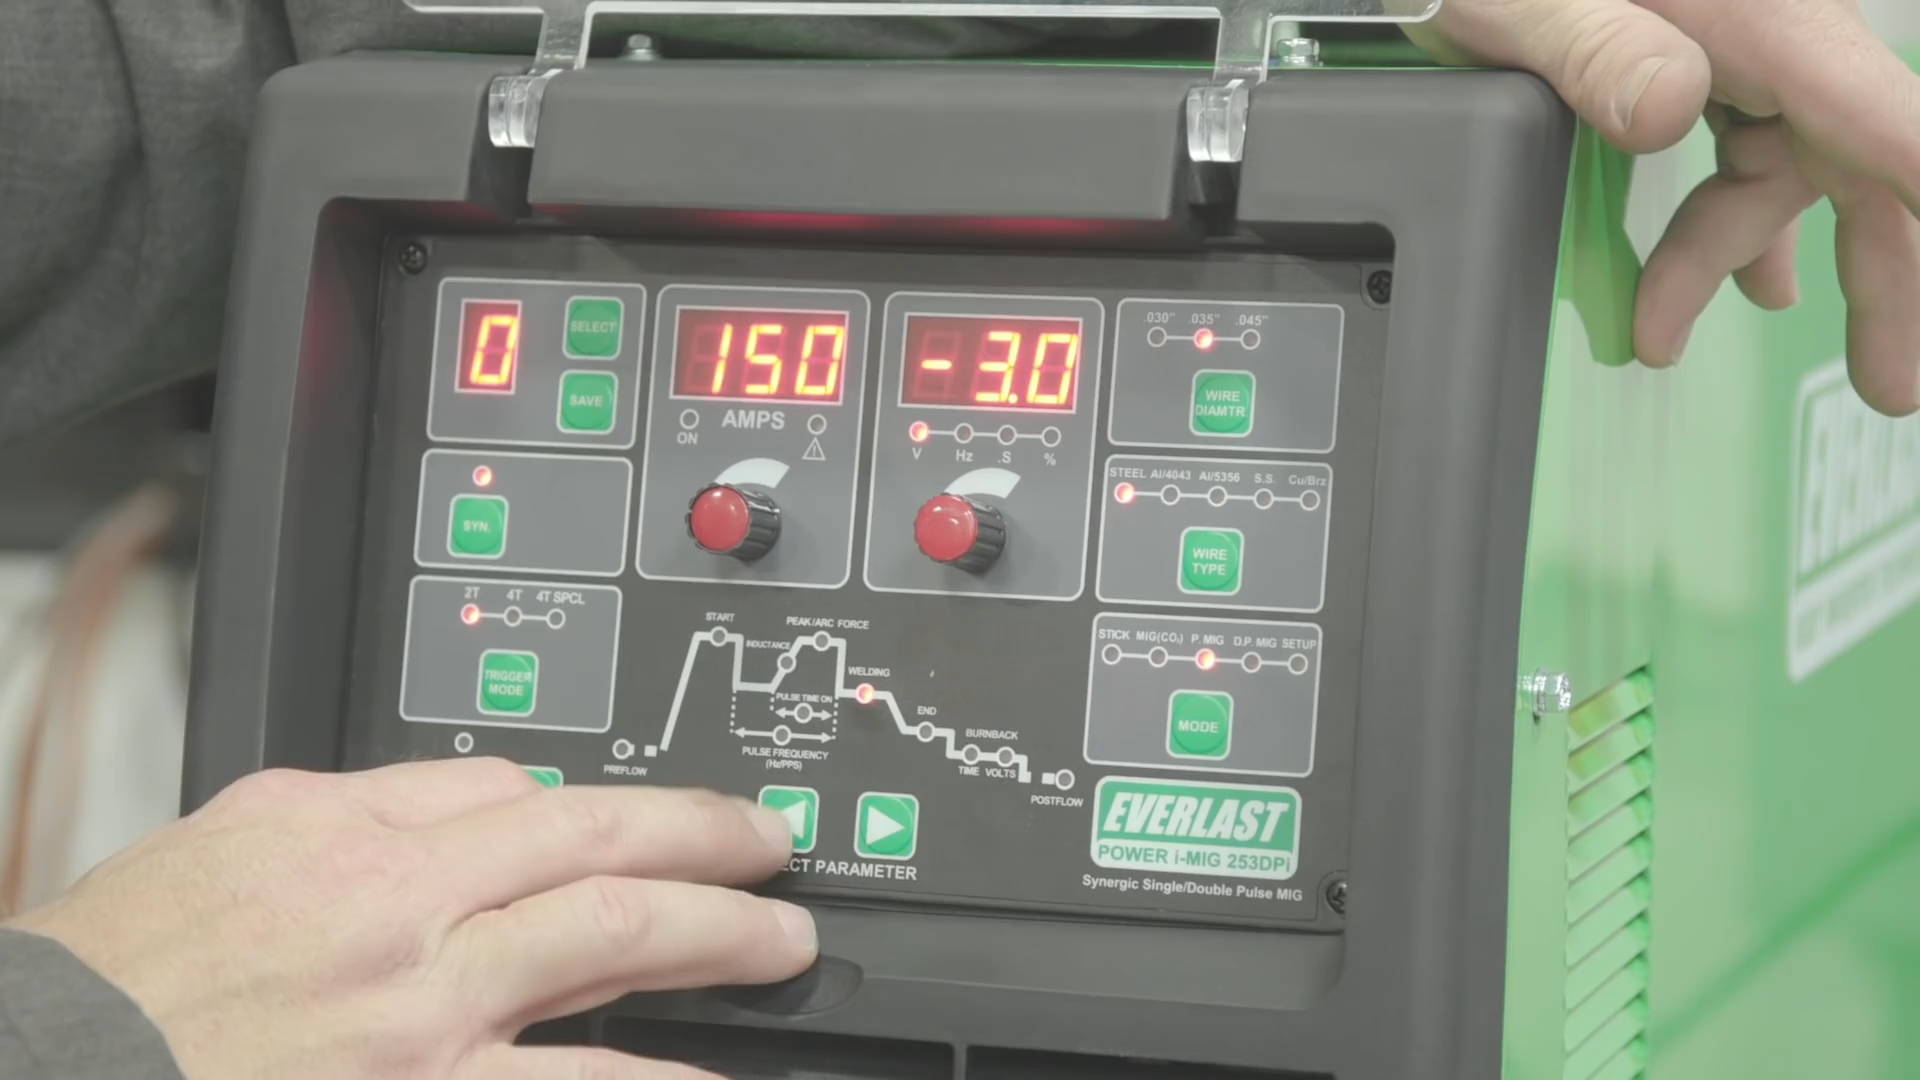 0
SELECT
SAVE
150
ON
AMPS
-3.0
V Hz .S %
.030" .035" .045"
WIRE
DIAMTR.
SYN.
STEEL Al/4043 Al/5356 S.S. Cu/Brz
WIRE
TYPE
2T 4T 4T SPCL
TRIGGER
MODE
START
PEAK/ARC FORCE
INDUCTANCE
WELDING
PULSE TIME ON
END
BURNBACK
PULSE FREQUENCY
(Hz/PPS)
PREFLOW
TIME VOLTS
POSTFLOW
STICK MIG(CO₂) P. MIG D.P. MIG SETUP
MODE
ECT PARAMETER
EVERLAST
POWER i-MIG 253DPi
Synergic Single/Double Pulse MIG